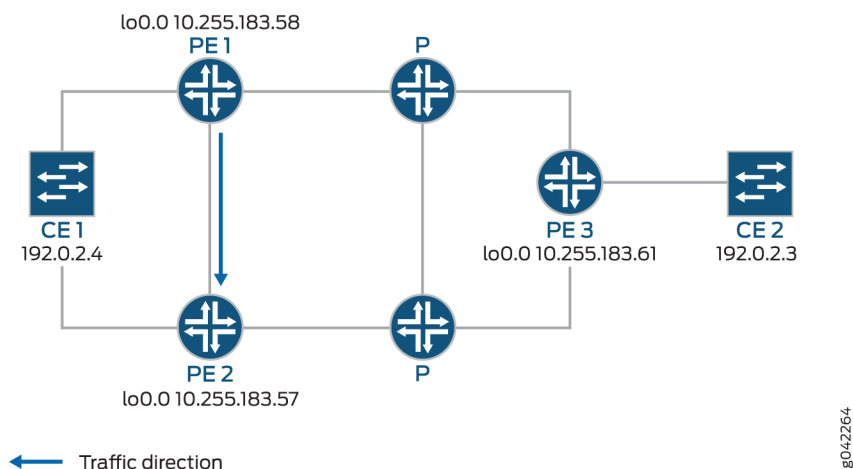 lo0.0 10.255.183.58
PE 1
P
CE 1
192.0.2.4
PE 3
lo0.0 10.255.183.61
CE 2
192.0.2.3
PE 2
lo0.0 10.255.183.57
P
Traffic direction
g042264